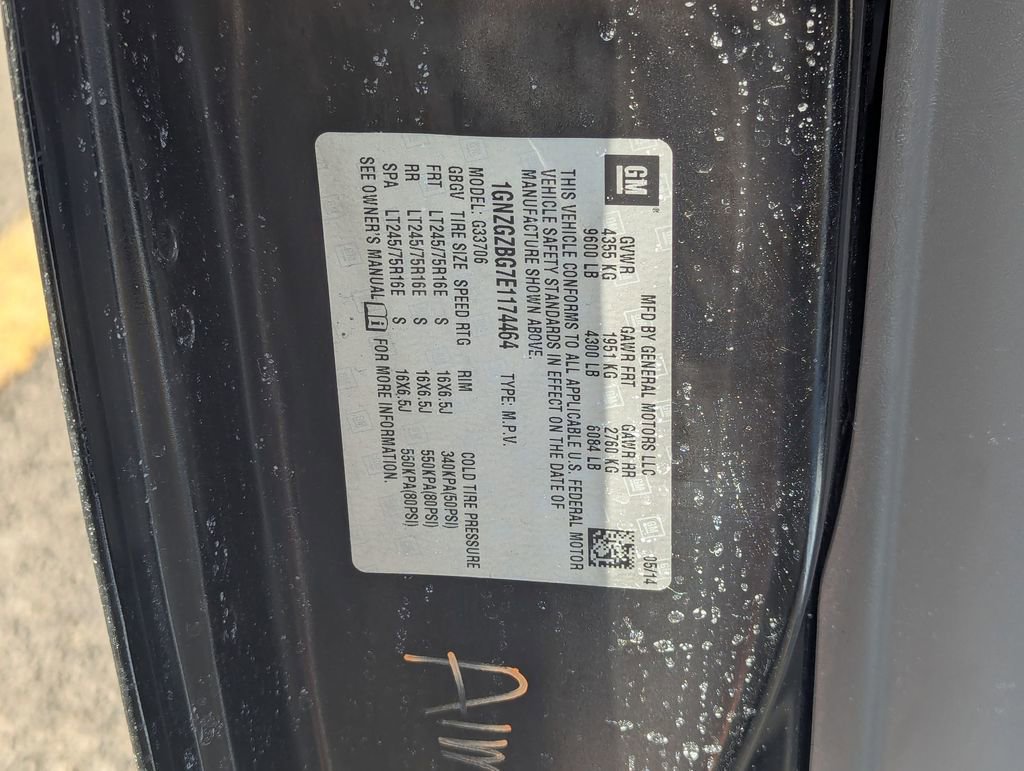 GM
MFD BY GENERAL MOTORS LLC 05/14
GVWR GAWR FRT GAWR RR
4355 KG 1951 KG 2760 KG
9600 LB 4300 LB 6084 LB
THIS VEHICLE CONFORMS TO ALL APPLICABLE U.S. FEDERAL MOTOR
VEHICLE SAFETY STANDARDS IN EFFECT ON THE DATE OF
MANUFACTURE SHOWN ABOVE.
1GNZGZBG7E1174464 TYPE: M.P.V.
MODEL: G33706
GBGV TIRE SIZE SPEED RTG RIM COLD TIRE PRESSURE
FRT LT245/75R16E S 16X6.5J 340KPA(50PSI)
RR LT245/75R16E S 16X6.5J 550KPA(80PSI)
SPA LT245/75R16E S 16X6.5J 550KPA(80PSI)
SEE OWNER'S MANUAL FOR MORE INFORMATION.